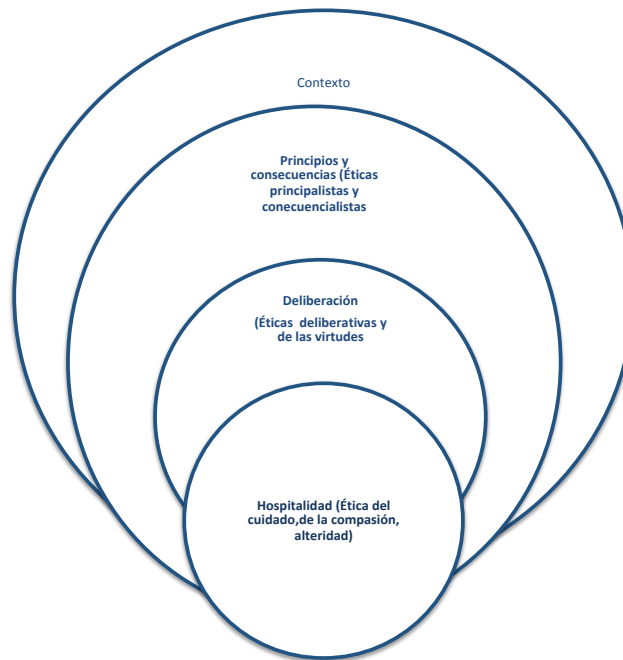 Contexto
Principios y
consecuencias (Éticas
principalistas y
conecuencialistas
Deliberación
(Éticas deliberativas y
de las virtudes
Hospitalidad (Ética del
cuidado,de la compasión,
alteridad)